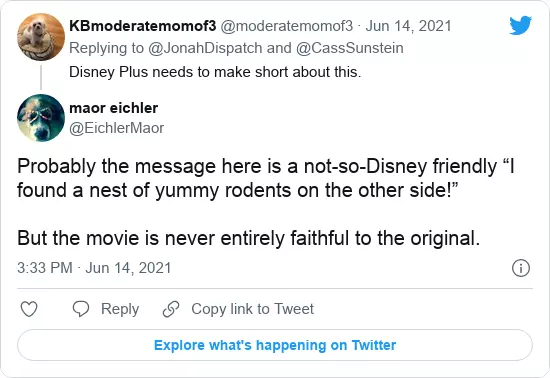 KBmoderatemomof3 @moderatemomof3 · Jun 14, 2021
Replying to @JonahDispatch and @CassSunstein
Disney Plus needs to make short about this.
maor eichler
@EichlerMaor
Probably the message here is a not-so-Disney friendly “I
found a nest of yummy rodents on the other side!”
But the movie is never entirely faithful to the original.
3:33 PM · Jun 14, 2021
Reply
Copy link to Tweet
Explore what's happening on Twitter